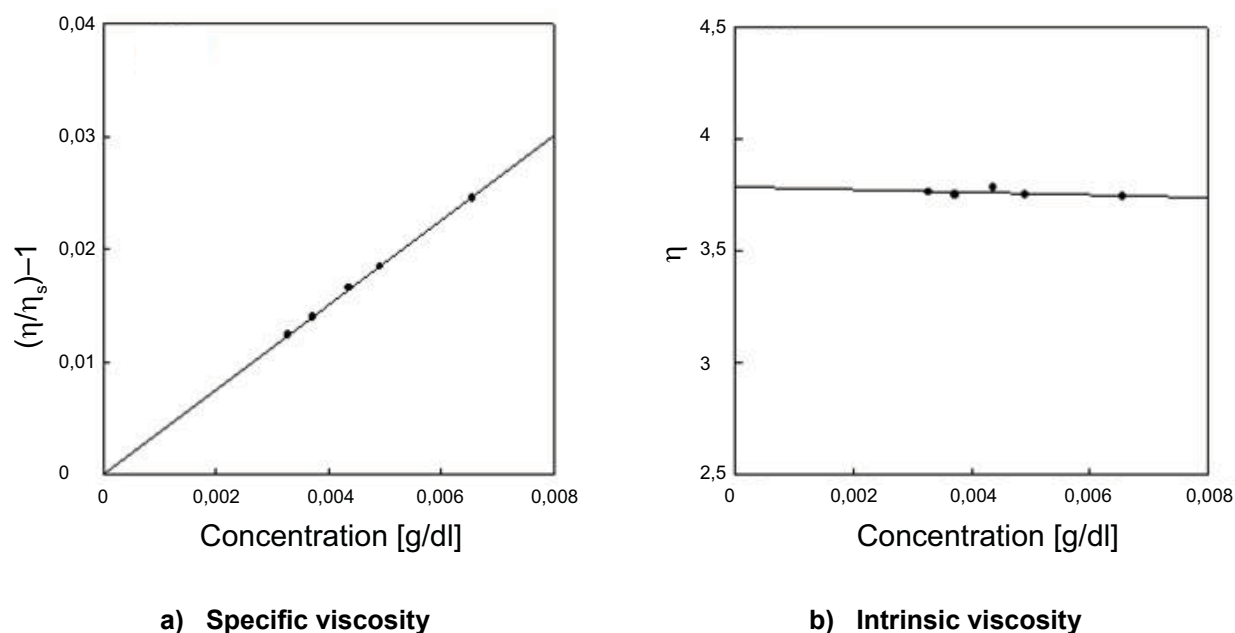 0,04
0,03
0,02
0,01
0
(η/ηs)–1
0 0,002 0,004 0,006 0,008
Concentration [g/dl]
a) Specific viscosity
4,5
4
3,5
3
2,5
η
0 0,002 0,004 0,006 0,008
Concentration [g/dl]
b) Intrinsic viscosity